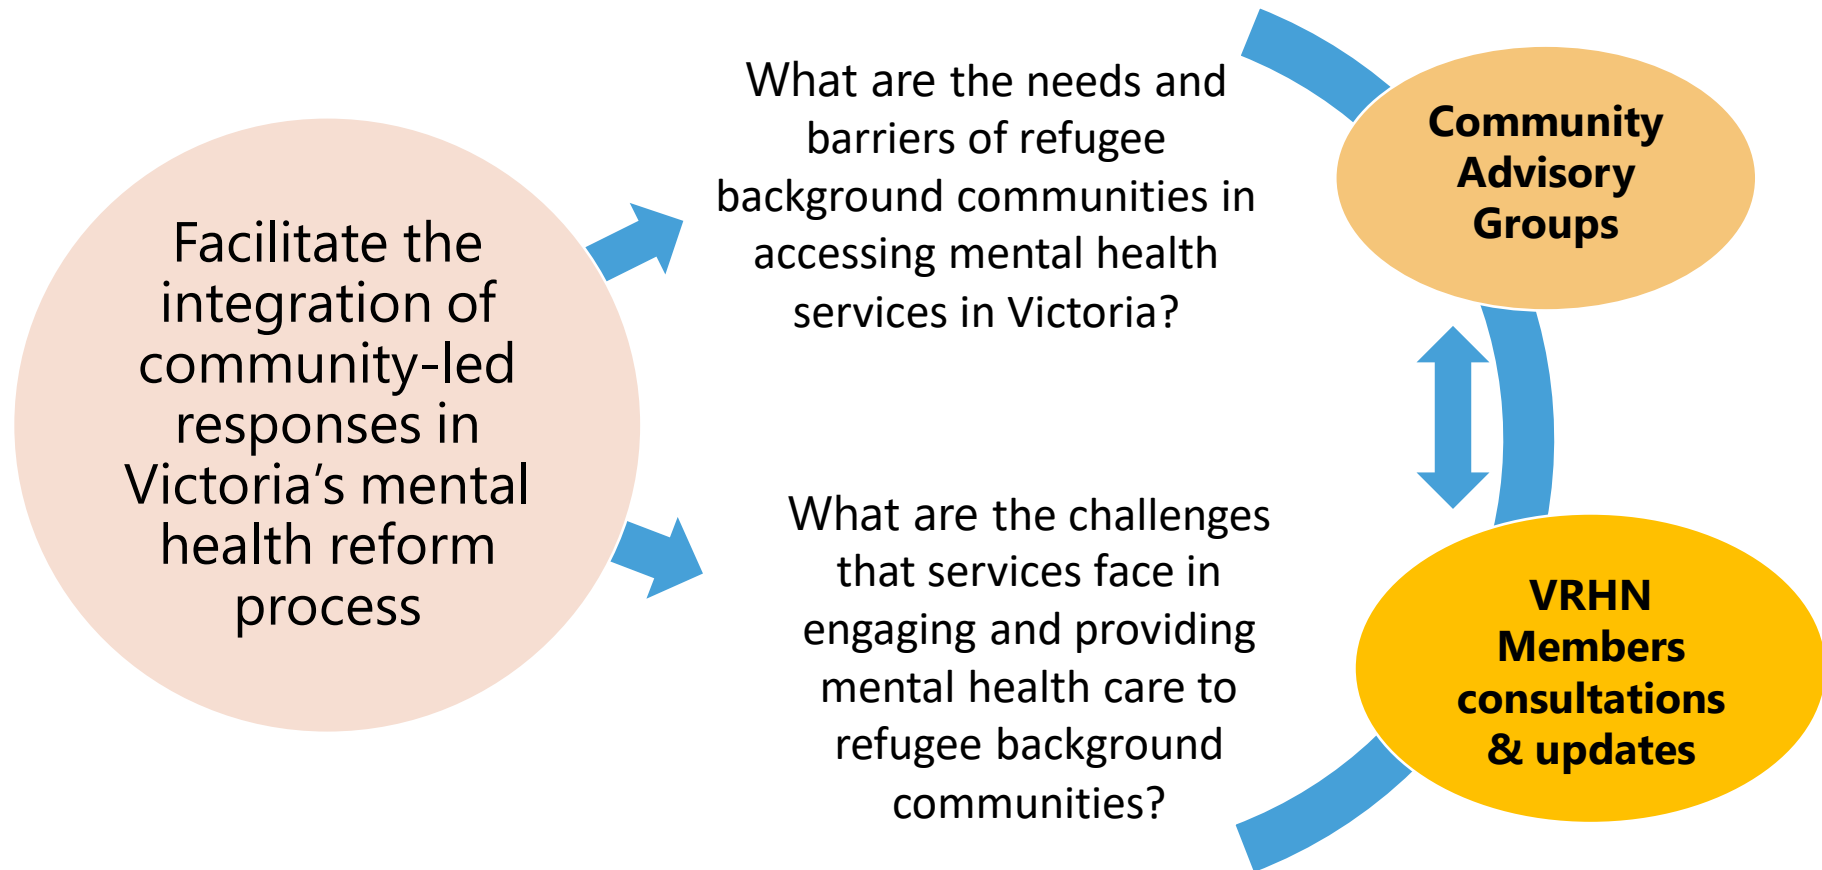 Facilitate the
integration of
community-led
responses in
Victoria’s mental
health reform
process
What are the needs and
barriers of refugee
background communities in
accessing mental health
services in Victoria?
What are the challenges
that services face in
engaging and providing
mental health care to
refugee background
communities?
Community
Advisory
Groups
VRHN
Members
consultations
& updates